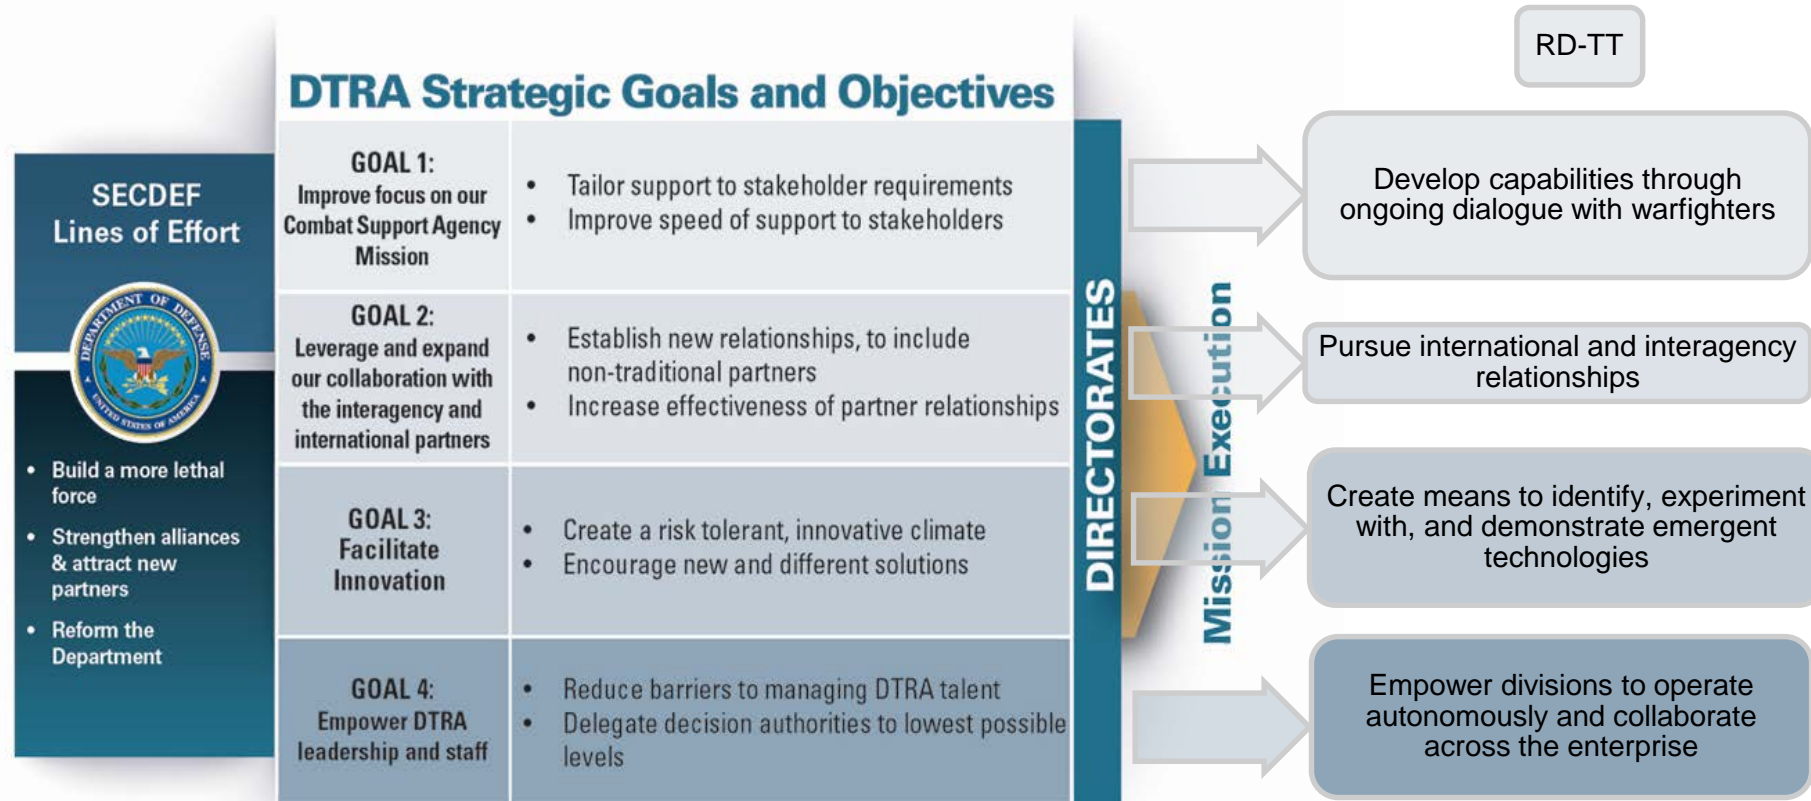 RD-TT
DTRA Strategic Goals and Objectives
SECDEF
Lines of Effort
DEPARTMENT OF DEFENSE
UNITED STATES OF AMERICA
• Build a more lethal
force
• Strengthen alliances
& attract new
partners
• Reform the
Department
GOAL 1:
Improve focus on our
Combat Support Agency
Mission
• Tailor support to stakeholder requirements
• Improve speed of support to stakeholders
GOAL 2:
Leverage and expand
our collaboration with
the interagency and
international partners
• Establish new relationships, to include
non-traditional partners
• Increase effectiveness of partner relationships
GOAL 3:
Facilitate
Innovation
• Create a risk tolerant, innovative climate
• Encourage new and different solutions
GOAL 4:
Empower DTRA
leadership and staff
• Reduce barriers to managing DTRA talent
• Delegate decision authorities to lowest possible
levels
DIRECTORATES
Mission Execution
Develop capabilities through
ongoing dialogue with warfighters
Pursue international and interagency
relationships
Create means to identify, experiment
with, and demonstrate emergent
technologies
Empower divisions to operate
autonomously and collaborate
across the enterprise